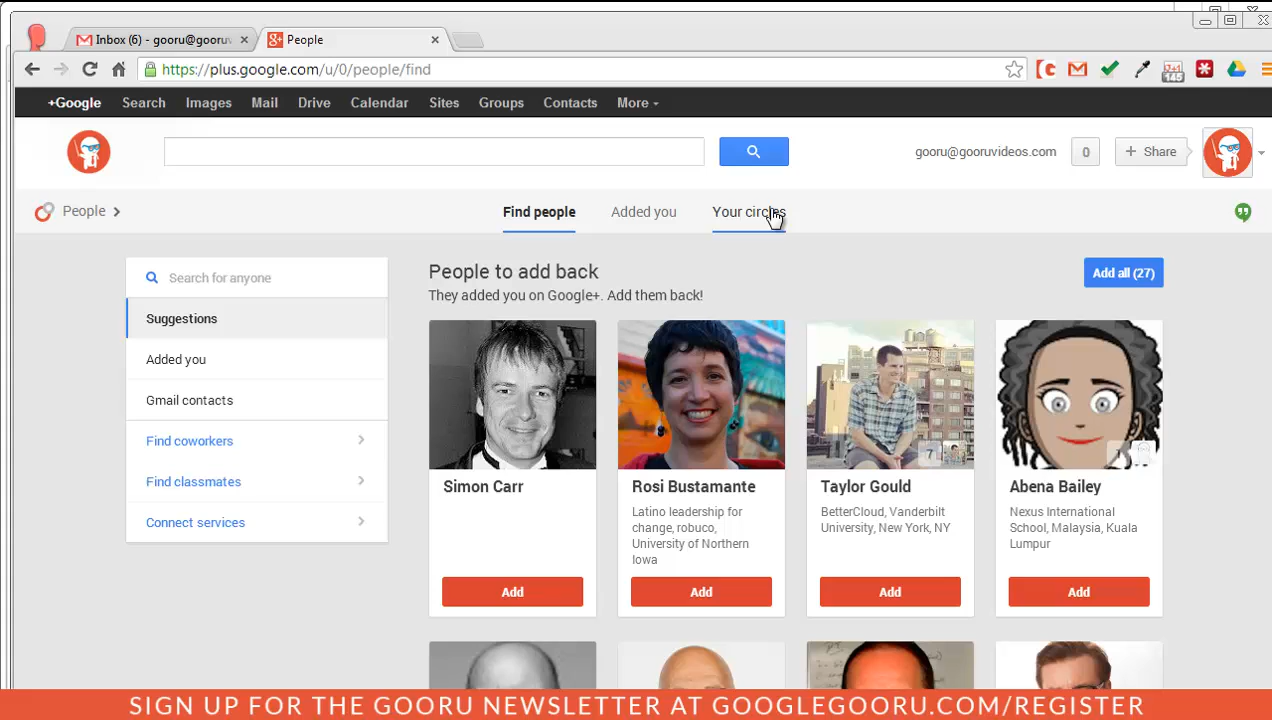 Inbox (6) - gooru@gooruv
People
https://plus.google.com/u/0/people/find
+Google Search Images Mail Drive Calendar Sites Groups Contacts More
gooru@gooruvideos.com 0 + Share
People Find people Added you Your circles
Search for anyone
Suggestions
Added you
Gmail contacts
Find coworkers
Find classmates
Connect services
People to add back
Add all (27)
They added you on Google+. Add them back!
Simon Carr
Add
Rosi Bustamante
Latino leadership for
change, robuco,
University of Northern
Iowa
Add
Taylor Gould
BetterCloud, Vanderbilt
University, New York, NY
Add
Abena Bailey
Nexus International
School, Malaysia, Kuala
Lumpur
Add
SIGN UP FOR THE GOORU NEWSLETTER AT GOOGLEGOORU.COM/REGISTER